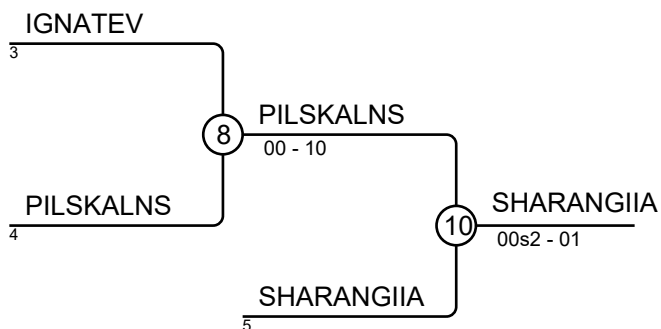 IGNATEV
3
8
PILSKALNS
00 - 10
PILSKALNS
4
10
SHARANGIIA
00s2 - 01
SHARANGIIA
5